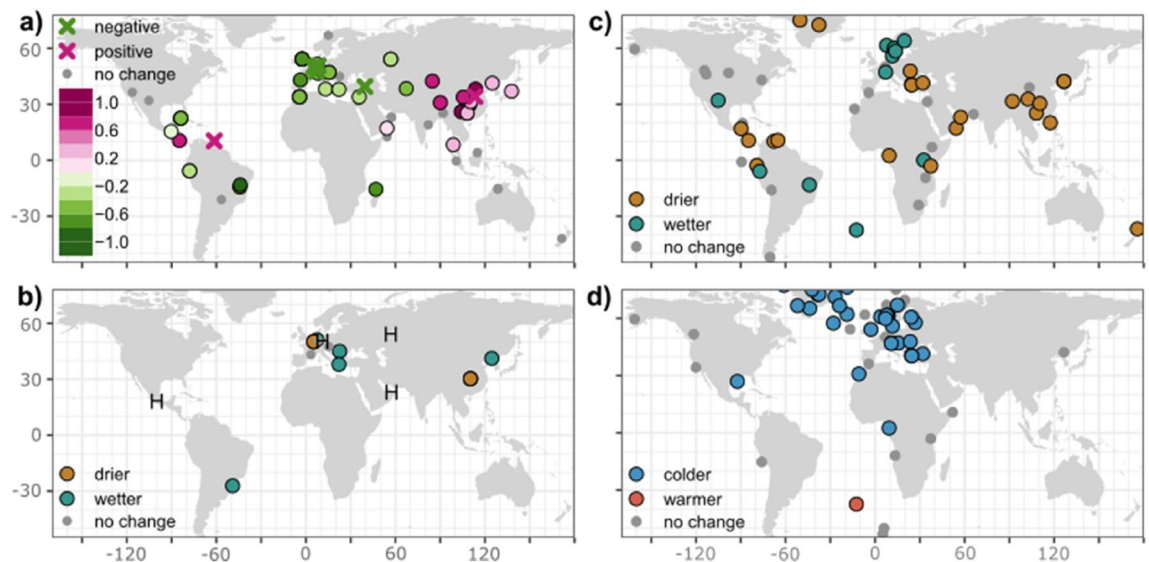 a)
negative
positive
no change
1.0
0.6
0.2
−0.2
−0.6
−1.0
60
30
0
-30
c)
drier
wetter
no change
b)
H
H
H
H
drier
wetter
no change
60
30
0
-30
-120
-60
0
60
120
d)
colder
warmer
no change
-120
-60
0
60
120